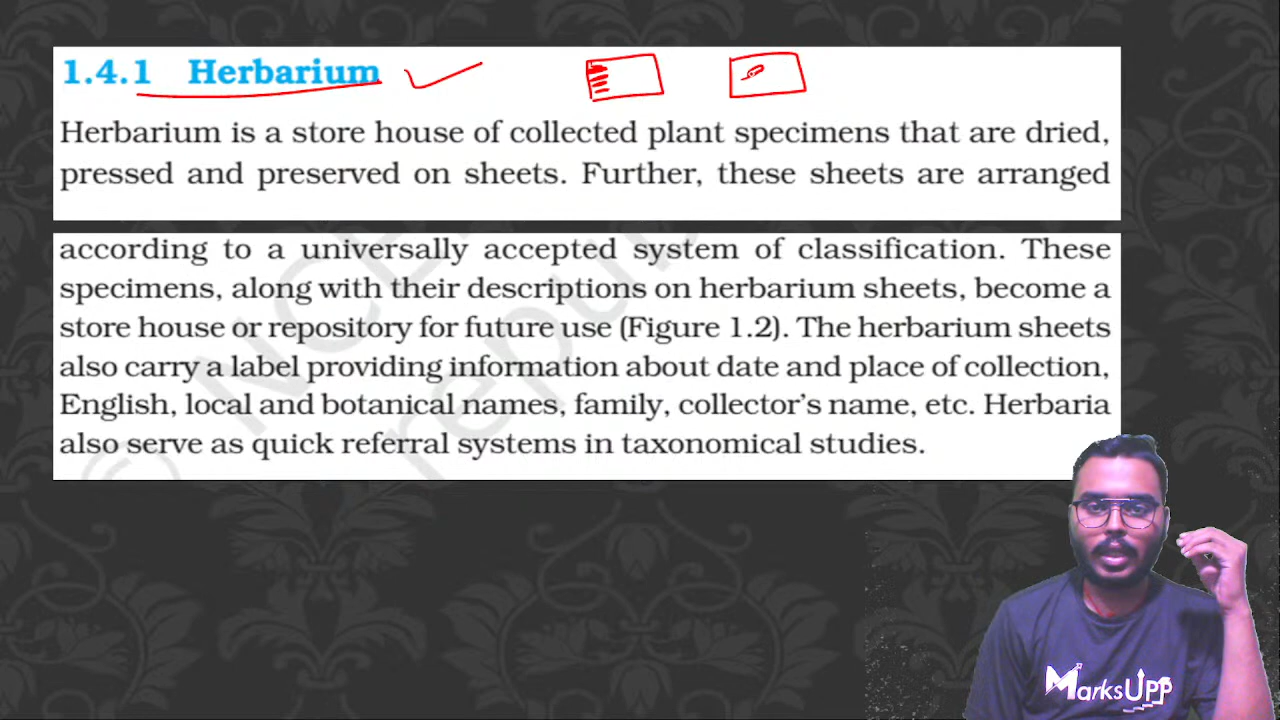 1.4.1 Herbarium
Herbarium is a store house of collected plant specimens that are dried,
pressed and preserved on sheets. Further, these sheets are arranged
according to a universally accepted system of classification. These
specimens, along with their descriptions on herbarium sheets, become a
store house or repository for future use (Figure 1.2). The herbarium sheets
also carry a label providing information about date and place of collection,
English, local and botanical names, family, collector's name, etc. Herbaria
also serve as quick referral systems in taxonomical studies.
MarksUPP